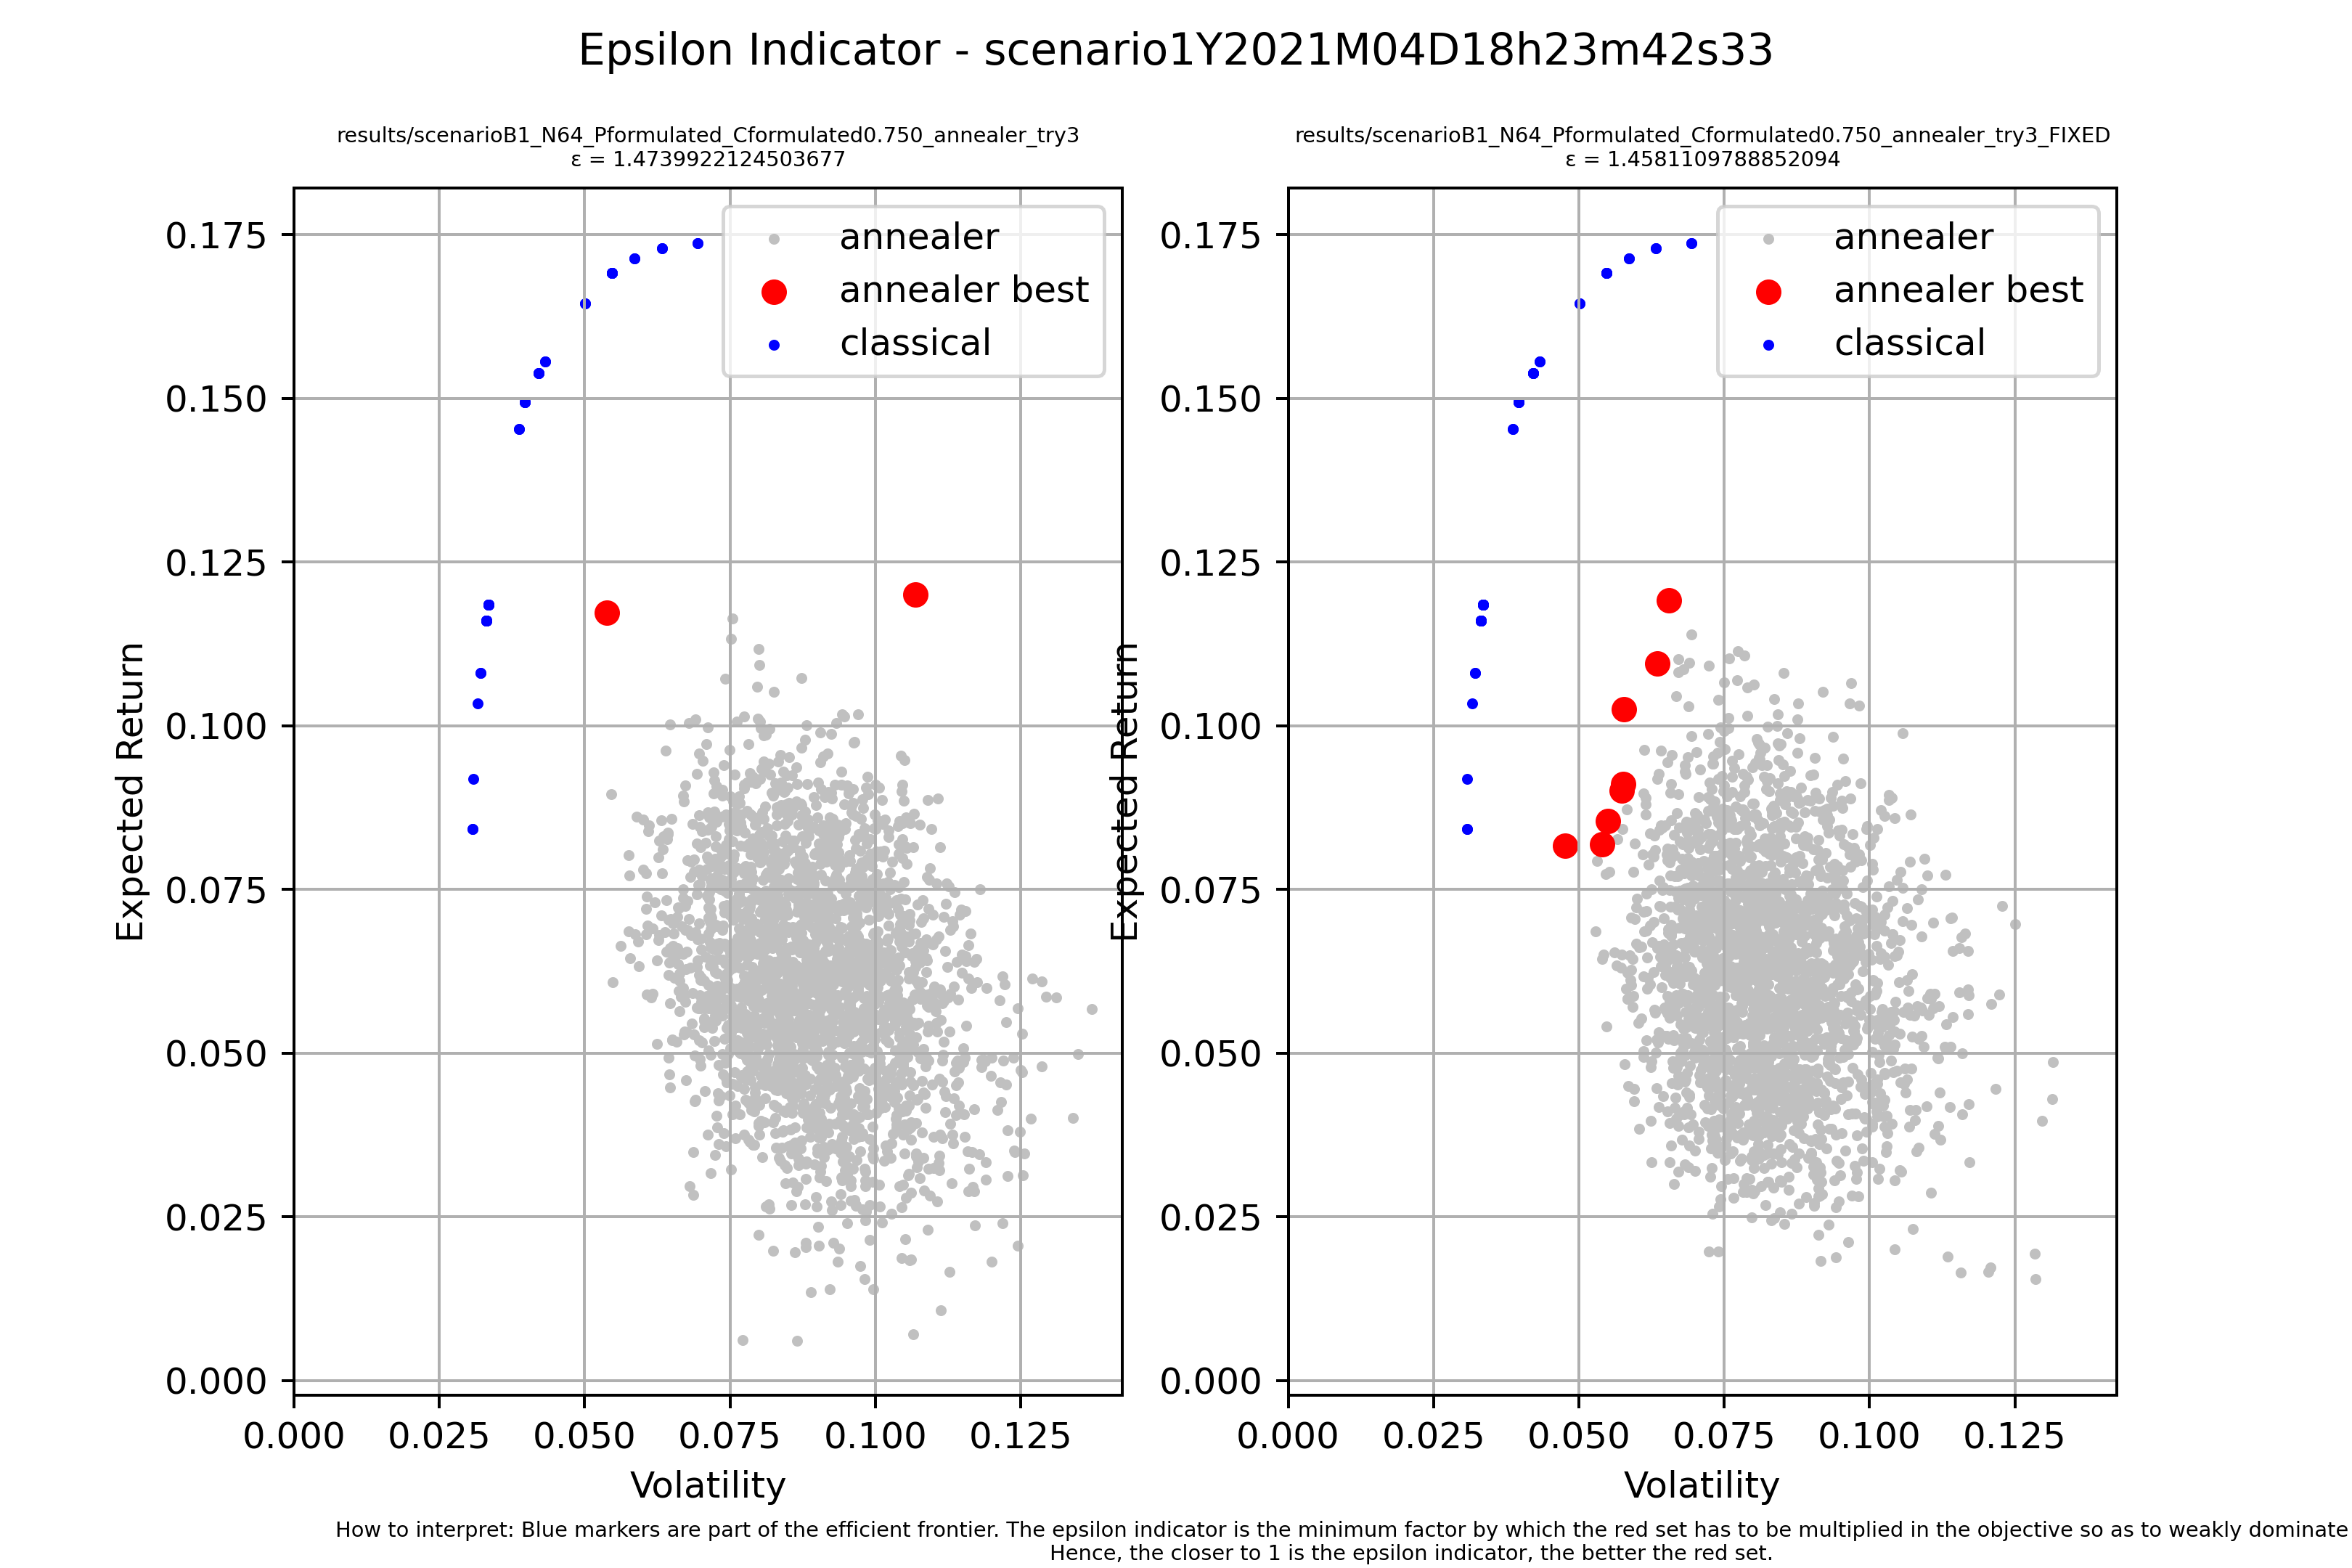 Epsilon Indicator - scenario1Y2021M04D18h23m42s33
results/scenarioB1_N64_Pformulated_Cformulated0.750_annealer_try3
ε = 1.4739922124503677
0.175
0.150
0.125
0.100
0.075
0.050
0.025
0.000
Expected Return
annealer
annealer best
classical
0.000 0.025 0.050 0.075 0.100 0.125
Volatility
results/scenarioB1_N64_Pformulated_Cformulated0.750_annealer_try3_FIXED
ε = 1.4581109788852094
0.175
0.150
0.125
0.100
0.075
0.050
0.025
0.000
Expected Return
annealer
annealer best
classical
0.000 0.025 0.050 0.075 0.100 0.125
Volatility
How to interpret: Blue markers are part of the efficient frontier. The epsilon indicator is the minimum factor by which the red set has to be multiplied in the objective so as to weakly dominate
Hence, the closer to 1 is the epsilon indicator, the better the red set.